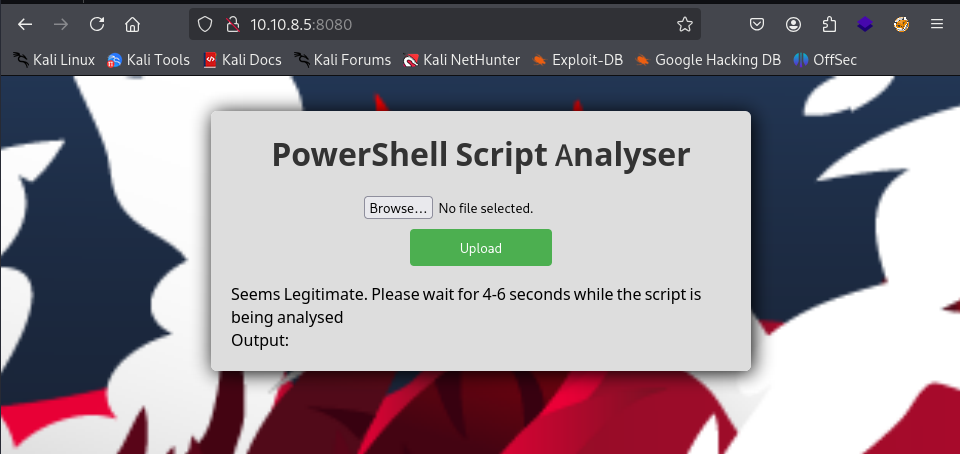 10.10.8.5:8080
Kali Linux Kali Tools Kali Docs Kali Forums Kali NetHunter Exploit-DB Google Hacking DB OffSec
PowerShell Script Analyser
Browse... No file selected.
Upload
Seems Legitimate. Please wait for 4-6 seconds while the script is
being analysed
Output: